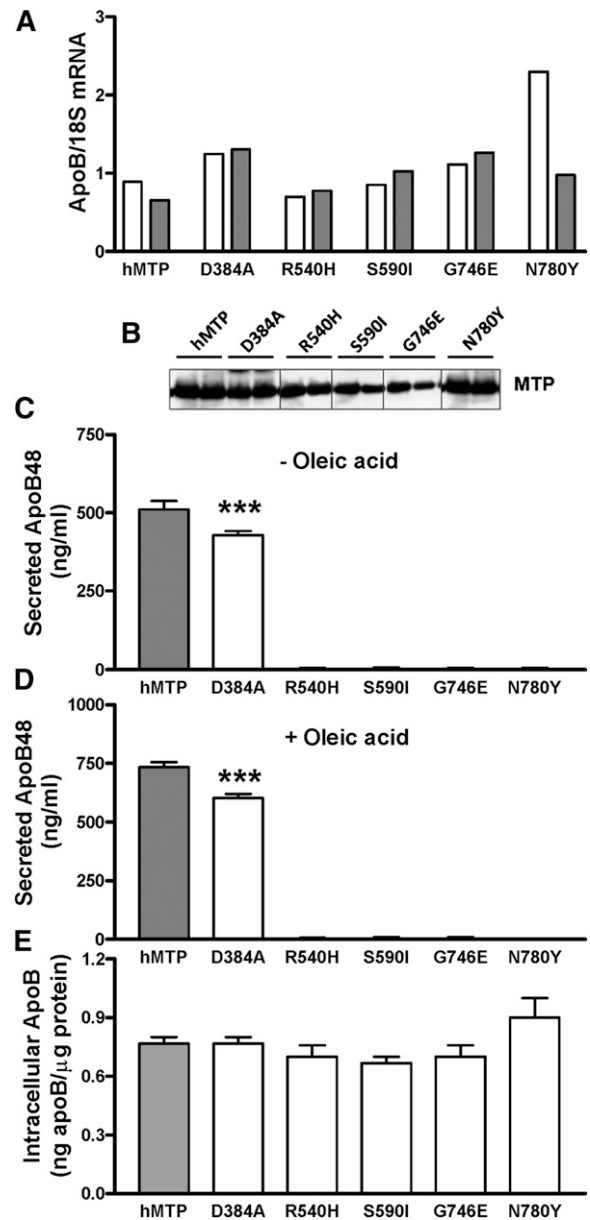 A
ApoB/18S mRNA
3
2
1
0
hMTP D384A R540H S590I G746E N780Y
B
hMTP D384A R540H S590I G746E N780Y
MTP
C
Secreted ApoB48
(ng/ml)
750
500
250
0
- Oleic acid
***
hMTP D384A R540H S590I G746E N780Y
D
Secreted ApoB48
(ng/ml)
1000
750
500
250
0
+ Oleic acid
***
hMTP D384A R540H S590I G746E N780Y
E
Intracellular ApoB
(ng apoB/µg protein)
1.2
0.9
0.6
0.3
0.0
hMTP D384A R540H S590I G746E N780Y